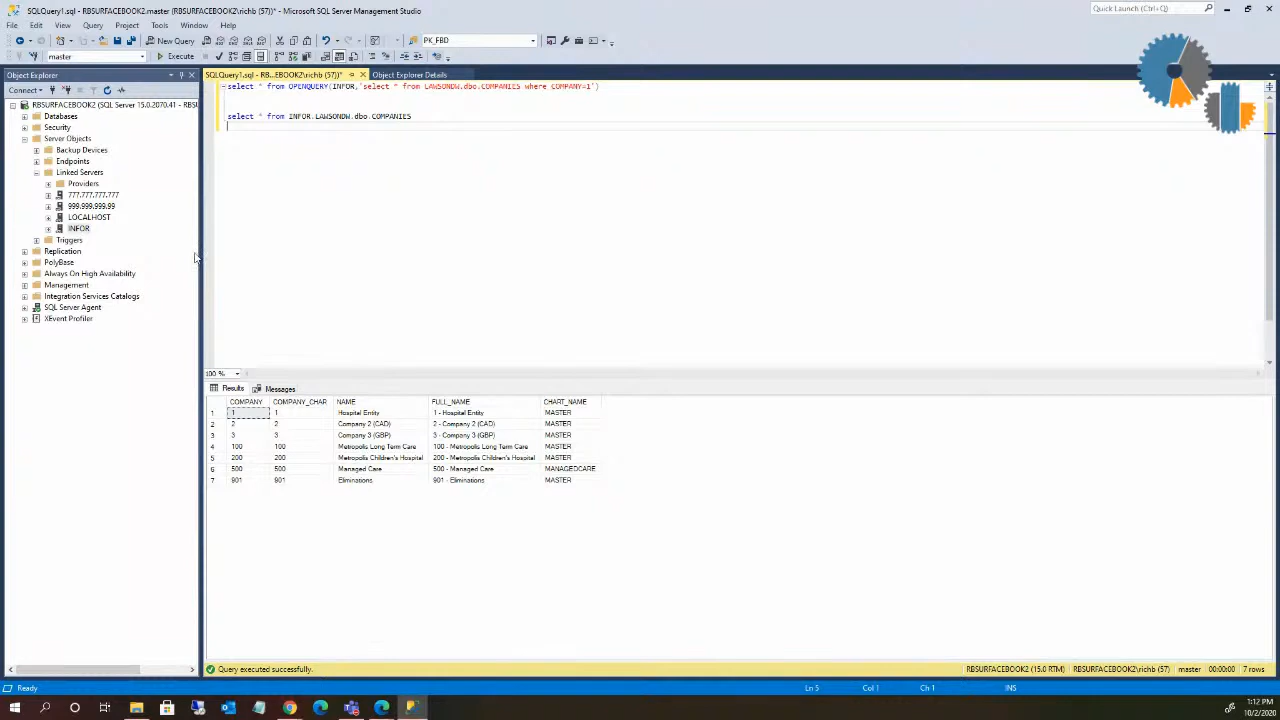 SQLQuery1.sql - RBSURFACEBOOK2.master (RBSURFACEBOOK2\richb (57))* - Microsoft SQL Server Management Studio
Quick Launch (Ctrl+Q)
File Edit View Query Project Tools Window Help
New Query PK_FBD
master Execute
Object Explorer
SQLQuery1.sql - RB...EBOOK2\richb (57))* Object Explorer Details
Connect
RBSURFACEBOOK2 (SQL Server 15.0.2070.41 - RBS
Databases
Security
Server Objects
Backup Devices
Endpoints
Linked Servers
Providers
777.777.777.777
999.999.999.99
LOCALHOST
INFOR
Triggers
Replication
PolyBase
Always On High Availability
Management
Integration Services Catalogs
SQL Server Agent
XEvent Profiler
select * from OPENQUERY(INFOR,'select * from LAWSONDW.dbo.COMPANIES where COMPANY=1')
select * from INFOR.LAWSONDW.dbo.COMPANIES
100 %
Results Messages
COMPANY COMPANY_CHAR NAME FULL_NAME CHART_NAME
1 1 1 Hospital Entity 1 - Hospital Entity MASTER
2 2 2 Company 2 (CAD) 2 - Company 2 (CAD) MASTER
3 3 3 Company 3 (GBP) 3 - Company 3 (GBP) MASTER
4 100 100 Metropolis Long Term Care 100 - Metropolis Long Term Care MASTER
5 200 200 Metropolis Children's Hospital 200 - Metropolis Children's Hospital MASTER
6 500 500 Managed Care 500 - Managed Care MANAGEDCARE
7 901 901 Eliminations 901 - Eliminations MASTER
Query executed successfully. RBSURFACEBOOK2 (15.0 RTM) RBSURFACEBOOK2\richb (57) master 00:00:00 7 rows
Ready Ln 5 Col 1 Ch 1 INS
1:12 PM
10/2/2020